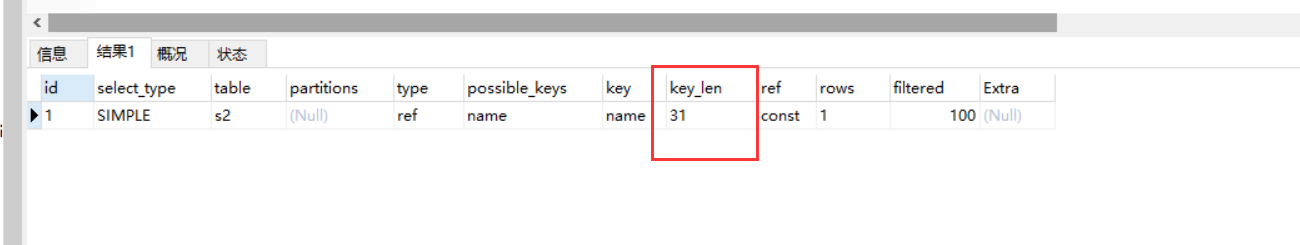 信息 结果1 概况 状态
id select_type table partitions type possible_keys key key_len ref rows filtered Extra
1 SIMPLE s2 (Null) ref name name 31 const 1 100 (Null)